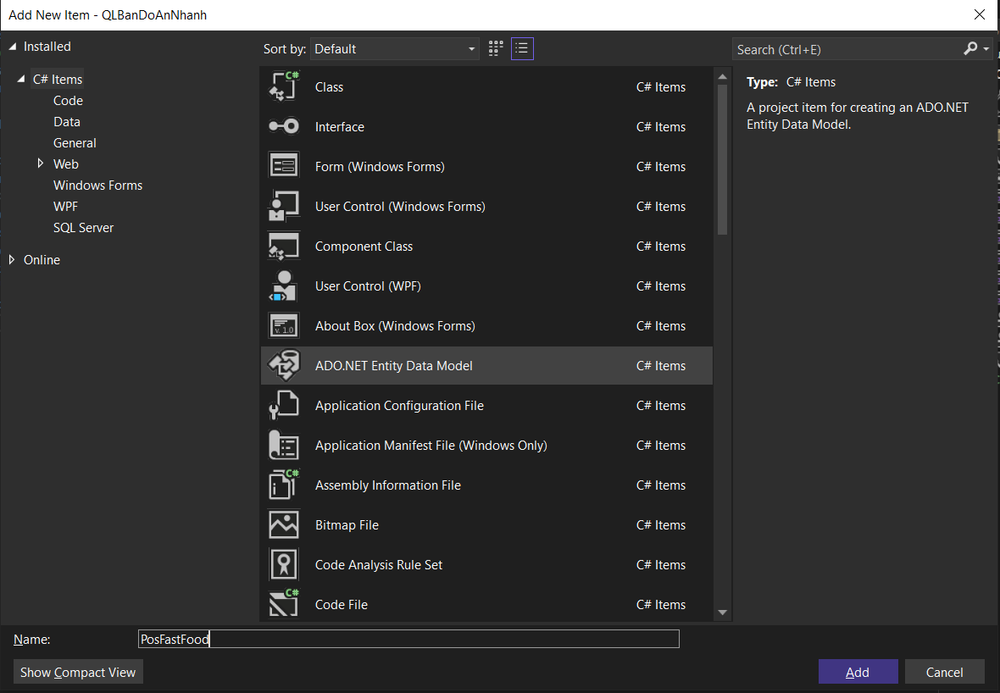 Add New Item - QLBanDoAnNhanh
Installed
C# Items
Code
Data
General
Web
Windows Forms
WPF
SQL Server
Online
Sort by: Default
Class C# Items
Interface C# Items
Form (Windows Forms) C# Items
User Control (Windows Forms) C# Items
Component Class C# Items
User Control (WPF) C# Items
About Box (Windows Forms) C# Items
ADO.NET Entity Data Model C# Items
Application Configuration File C# Items
Application Manifest File (Windows Only) C# Items
Assembly Information File C# Items
Bitmap File C# Items
Code Analysis Rule Set C# Items
Code File C# Items
Search (Ctrl+E)
Type: C# Items
A project item for creating an ADO.NET
Entity Data Model.
Name: PosFastFood
Show Compact View
Add Cancel